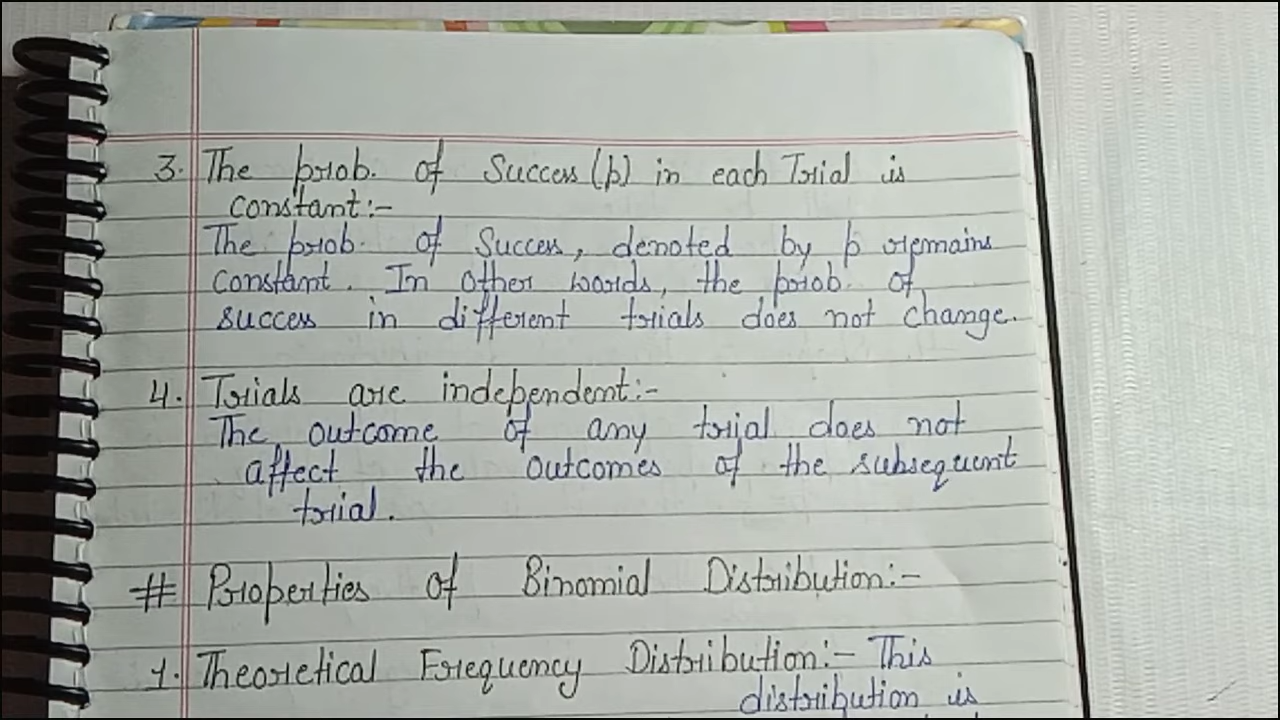 3. The prob. of Success (p) in each Trial is
constant:-
The prob. of Success, denoted by p remains
constant. In other words, the prob. of
success in different trials does not change.
4. Trials are independent:-
The outcome of any trial does not
affect the outcomes of the subsequent
trial.
# Properties of Binomial Distribution:-
1. Theoretical Frequency Distribution:- This
distribution is